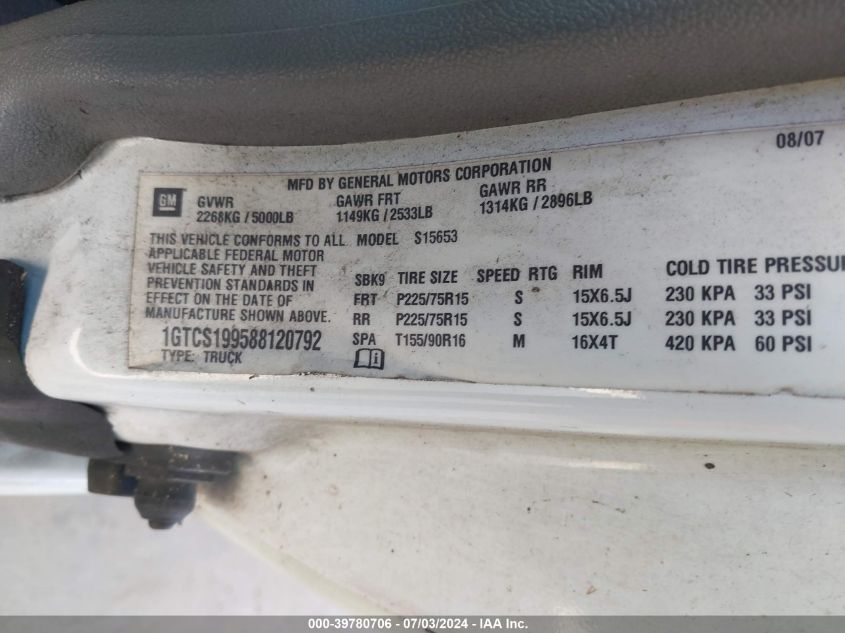 08/07
MFD BY GENERAL MOTORS CORPORATION
GM
GVWR GAWR FRT GAWR RR
2268KG / 5000LB 1149KG / 2533LB 1314KG / 2896LB
THIS VEHICLE CONFORMS TO ALL MODEL S15653
APPLICABLE FEDERAL MOTOR
VEHICLE SAFETY AND THEFT
PREVENTION STANDARDS IN
EFFECT ON THE DATE OF
MANUFACTURE SHOWN ABOVE.
SBK9 TIRE SIZE SPEED RTG RIM COLD TIRE PRESSU
FRT P225/75R15 S 15X6.5J 230 KPA 33 PSI
RR P225/75R15 S 15X6.5J 230 KPA 33 PSI
SPA T155/90R16 M 16X4T 420 KPA 60 PSI
1GTCS199588120792
TYPE: TRUCK
000-39780706 - 07/03/2024 - IAA Inc.